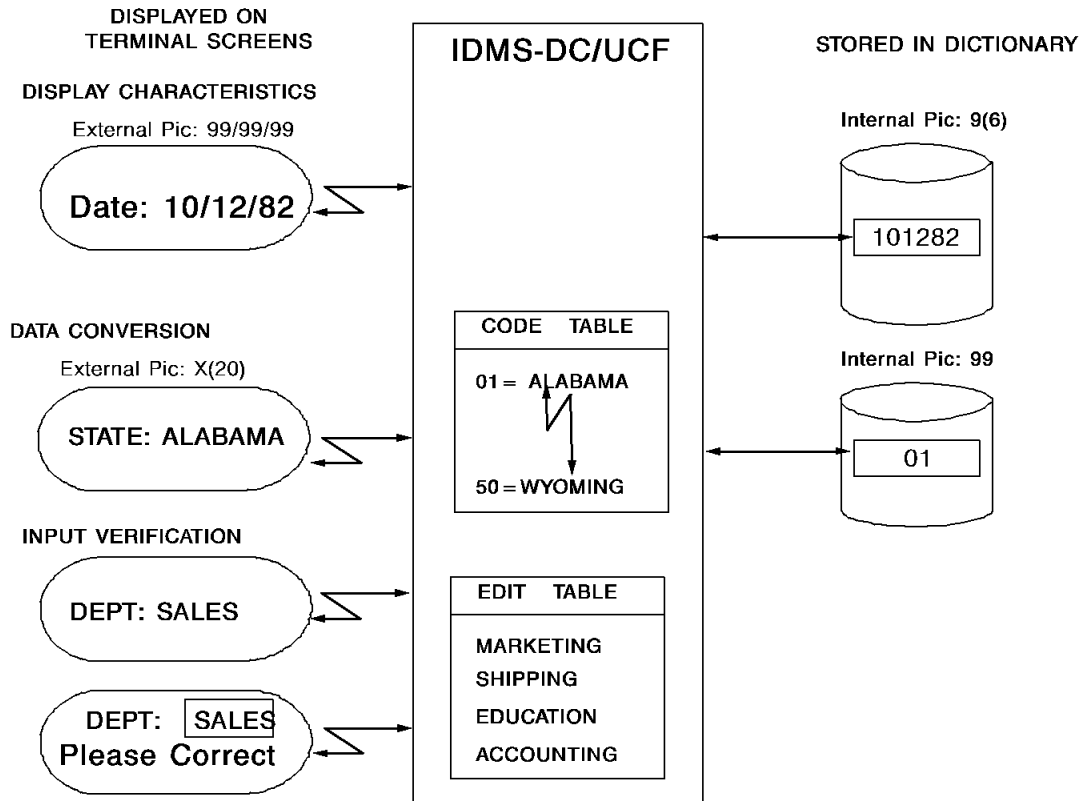 DISPLAYED ON
TERMINAL SCREENS
IDMS-DC/UCF
STORED IN DICTIONARY
DISPLAY CHARACTERISTICS
External Pic: 99/99/99
Date: 10/12/82
Internal Pic: 9(6)
101282
DATA CONVERSION
External Pic: X(20)
STATE: ALABAMA
CODE TABLE
01 = ALABAMA
50 = WYOMING
Internal Pic: 99
01
INPUT VERIFICATION
DEPT: SALES
DEPT: SALES
Please Correct
EDIT TABLE
MARKETING
SHIPPING
EDUCATION
ACCOUNTING